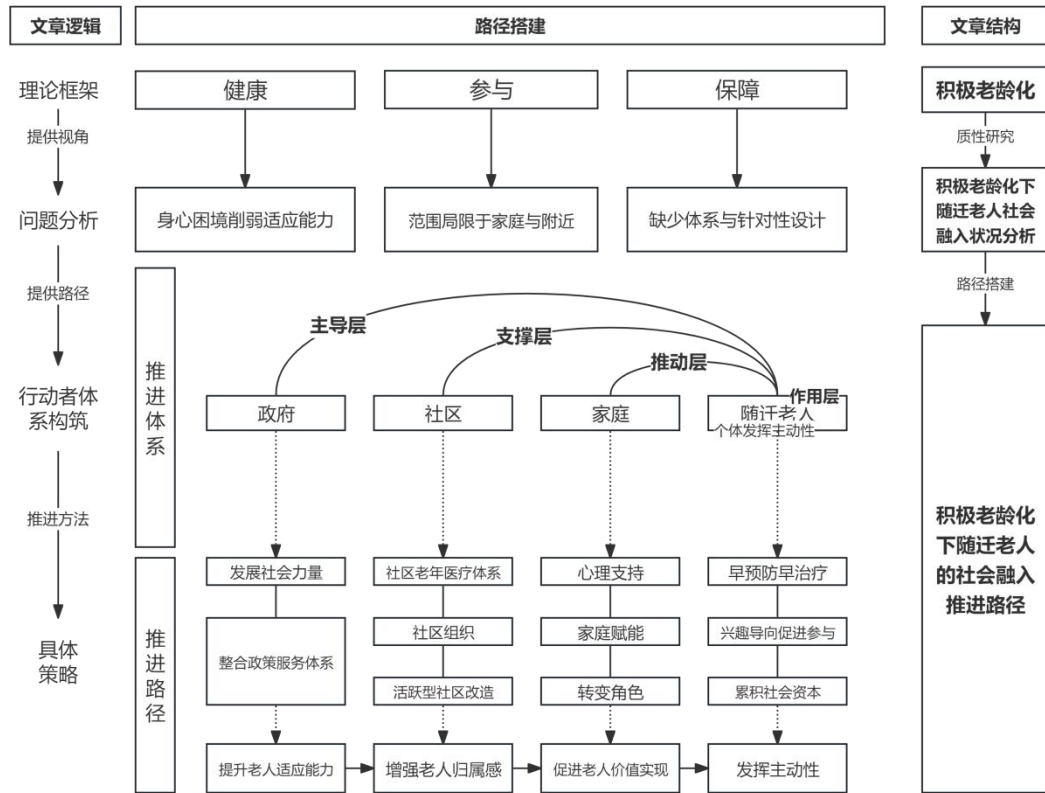 文章逻辑
路径搭建
文章结构
理论框架
健康
参与
保障
积极老龄化
提供视角
质性研究
问题分析
身心困境削弱适应能力
范围局限于家庭与附近
缺少体系与针对性设计
积极老龄化下
随迁老人社会
融入状况分析
提供路径
路径搭建
推进体系
主导层
支撑层
推动层
作用层
行动者体
系构筑
政府
社区
家庭
随迁老人
个体发挥主动性
推进方法
积极老龄化
下随迁老人
的社会融入
推进路径
推进路径
发展社会力量
社区老年医疗体系
心理支持
早预防早治疗
具体
策略
整合政策服务体系
社区组织
家庭赋能
兴趣导向促进参与
活跃型社区改造
转变角色
累积社会资本
提升老人适应能力
增强老人归属感
促进老人价值实现
发挥主动性